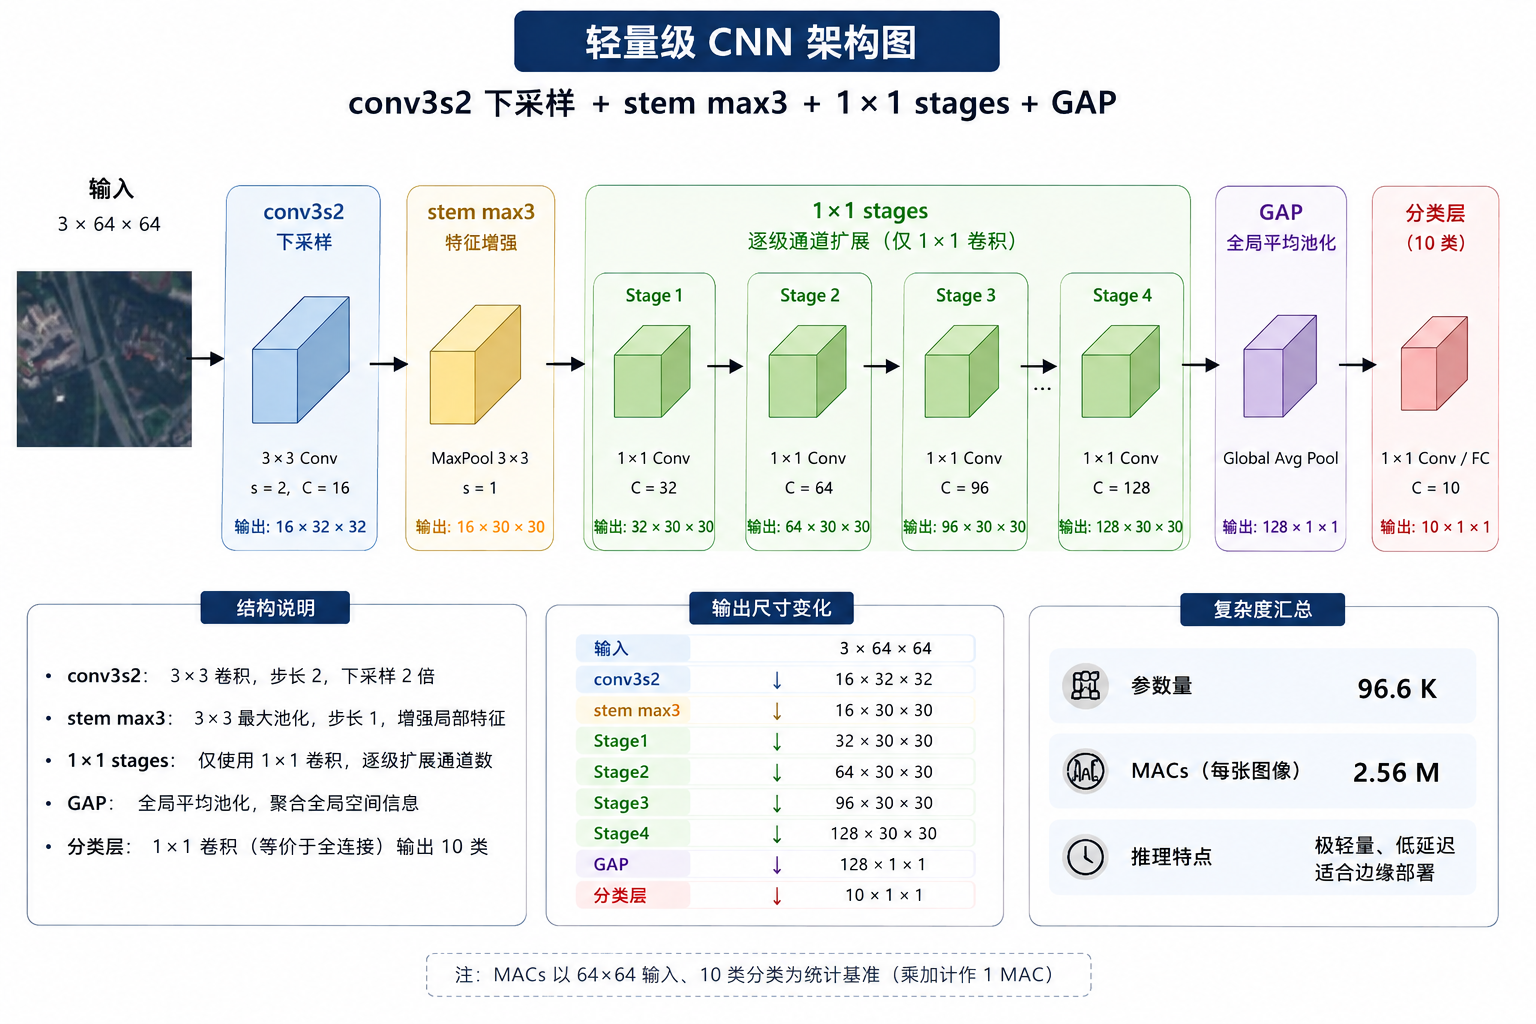 轻量级 CNN 架构图
conv3s2 下采样 + stem max3 + 1×1 stages + GAP
输入
3 × 64 × 64
conv3s2
下采样
3×3 Conv
s = 2, C = 16
输出: 16 × 32 × 32
stem max3
特征增强
MaxPool 3×3
s = 1
输出: 16 × 30 × 30
1×1 stages
逐级通道扩展（仅 1×1 卷积）
Stage 1
1×1 Conv
C = 32
输出: 32 × 30 × 30
Stage 2
1×1 Conv
C = 64
输出: 64 × 30 × 30
Stage 3
1×1 Conv
C = 96
输出: 96 × 30 × 30
...
Stage 4
1×1 Conv
C = 128
输出: 128 × 30 × 30
GAP
全局平均池化
Global Avg Pool
输出: 128 × 1 × 1
分类层
（10 类）
1×1 Conv / FC
C = 10
输出: 10 × 1 × 1
结构说明
• conv3s2： 3×3 卷积，步长 2，下采样 2 倍
• stem max3： 3×3 最大池化，步长 1，增强局部特征
• 1×1 stages： 仅使用 1×1 卷积，逐级扩展通道数
• GAP： 全局平均池化，聚合全局空间信息
• 分类层： 1×1 卷积（等价于全连接）输出 10 类
输出尺寸变化
输入 3 × 64 × 64
conv3s2 ↓ 16 × 32 × 32
stem max3 ↓ 16 × 30 × 30
Stage1 ↓ 32 × 30 × 30
Stage2 ↓ 64 × 30 × 30
Stage3 ↓ 96 × 30 × 30
Stage4 ↓ 128 × 30 × 30
GAP ↓ 128 × 1 × 1
分类层 ↓ 10 × 1 × 1
复杂度汇总
参数量 96.6 K
MACs（每张图像） 2.56 M
推理特点 极轻量、低延迟
适合边缘部署
注：MACs 以 64×64 输入、10 类分类为统计基准（乘加计作 1 MAC）